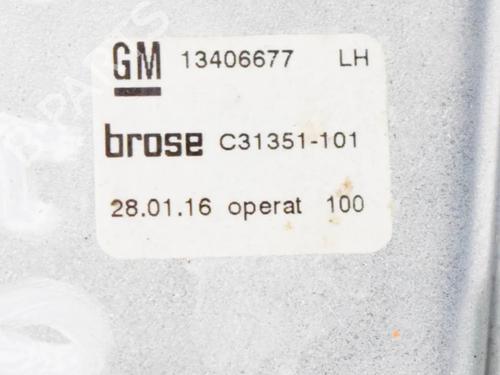 GM 13406677 LH
brose C31351-101
28.01.16 operat 100